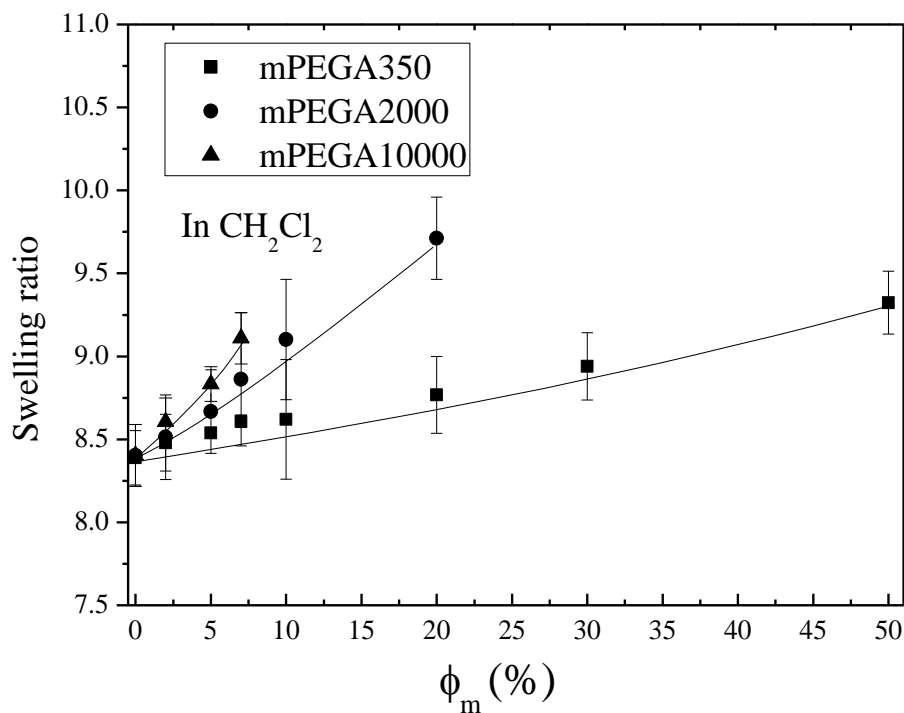 11.0
10.5
10.0
9.5
9.0
8.5
8.0
7.5
Swelling ratio
mPEGA350
mPEGA2000
mPEGA10000
In CH₂Cl₂
0 5 10 15 20 25 30 35 40 45 50
ϕₘ (%)